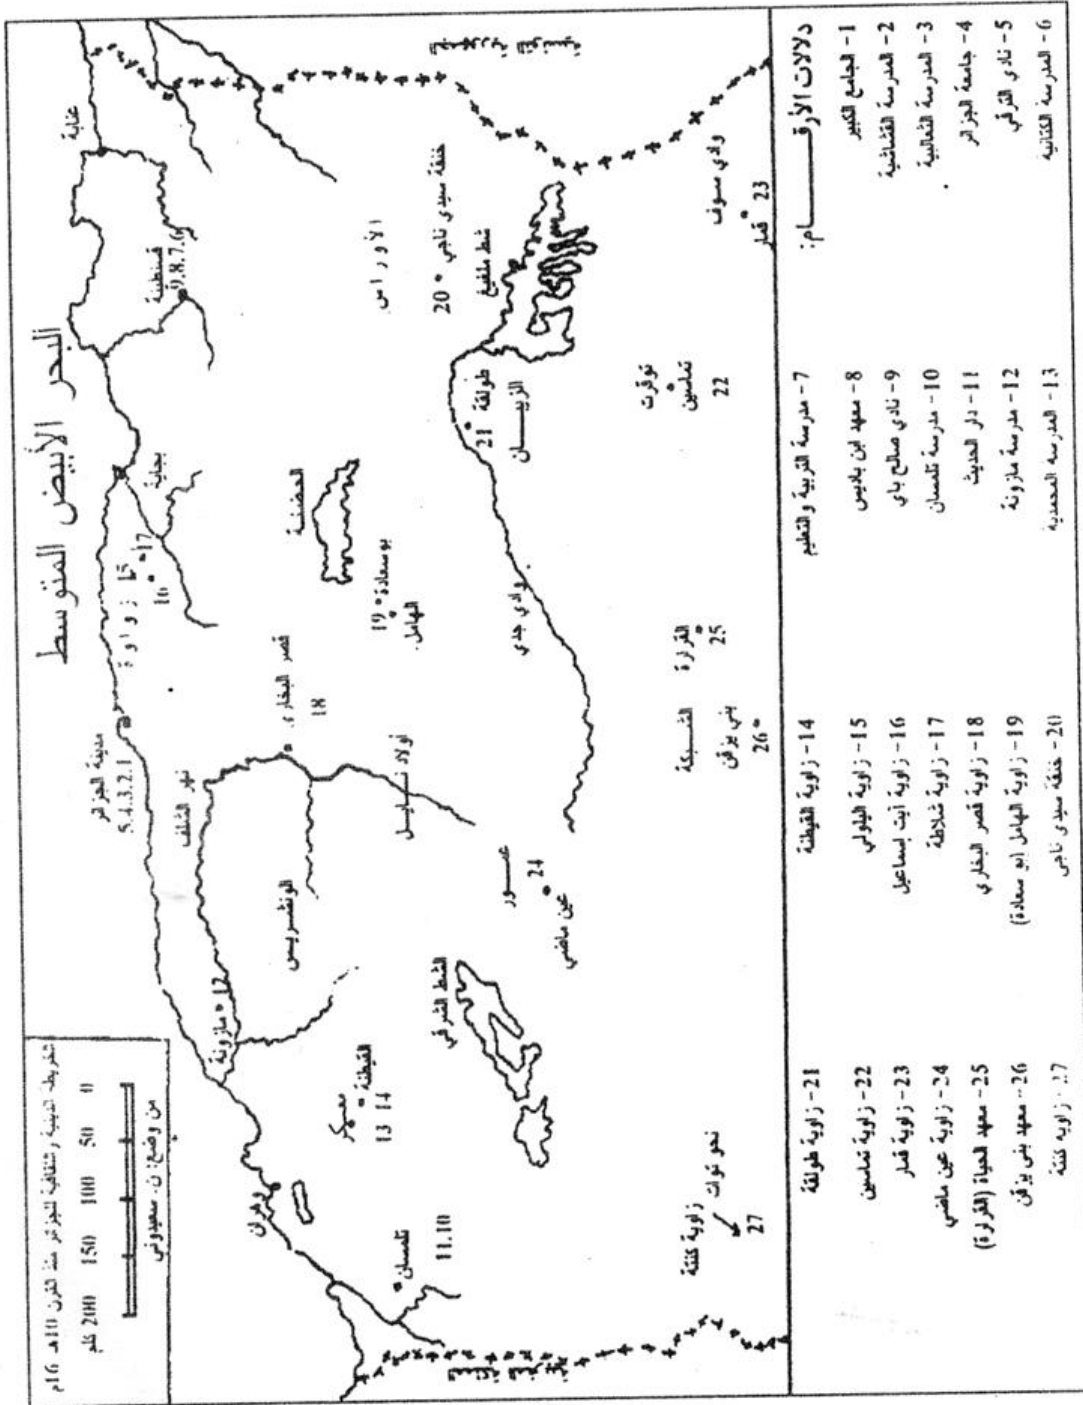 الخريطة الدينية والثقافية للجزائر منذ القرن 10هـ 16م
200 150 100 50 0
كلم
من وضع: ن. سعيدوني
البحر الأبيض المتوسط
عنابة
قسنطينة
9.8.7.6
بجاية
زواوة
15
16
17
مدينة الجزائر
5.4.3.2.1
نهر الشلف
مازونة
12
وهران
تلمسان
11.10
معسكر
القيطنة
13 14
الونشريس
قصر البخاري
18
أولاد نايل
الحضنة
بوسعادة
19
الهامل
الأوراس
خنقة سيدي ناجي
20
شط ملغيغ
طولقة
21
الزيبان
وادي جدي
الشط الشرقي
عمور
24
عين ماضي
توقرت
تماسين
22
وادي سوف
قمار
23
القرارة
25
الشبكة
بني يزقن
26
زاوية كنتة
نحو توات
27
دلالات الأرقام:
1- الجامع الكبير
2- المدرسة القشاشية
3- المدرسة الثعالبية
4- جامعة الجزائر
5- نادي الترقي
6- المدرسة الكتانية
7- مدرسة التربية والتعليم
8- معهد ابن باديس
9- نادي صالح باي
10- مدرسة تلمسان
11- دار الحديث
12- مدرسة مازونة
13- المدرسة المحمدية
14- زاوية القيطنة
15- زاوية اليلولي
16- زاوية آيت إسماعيل
17- زاوية شلاطة
18- زاوية قصر البخاري
19- زاوية الهامل (بو سعادة)
20- خنقة سيدي ناجي
21- زاوية طولقة
22- زاوية تماسين
23- زاوية قمار
24- زاوية عين ماضي
25- معهد الحياة (القرارة)
26- معهد بني يزقن
27- زاوية كنتة